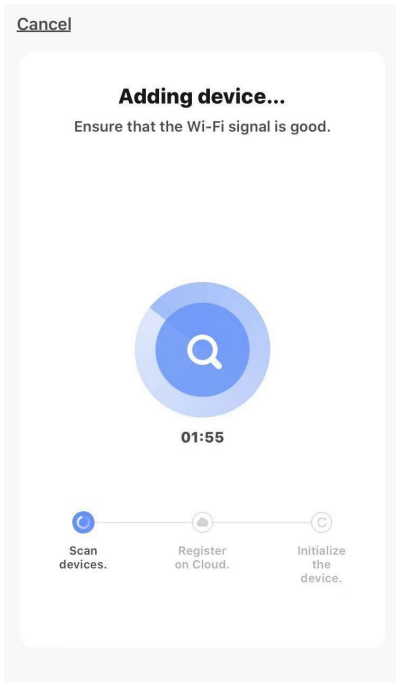 Cancel
Adding device...
Ensure that the Wi-Fi signal is good.
01:55
Scan
devices.
Register
on Cloud.
Initialize
the
device.